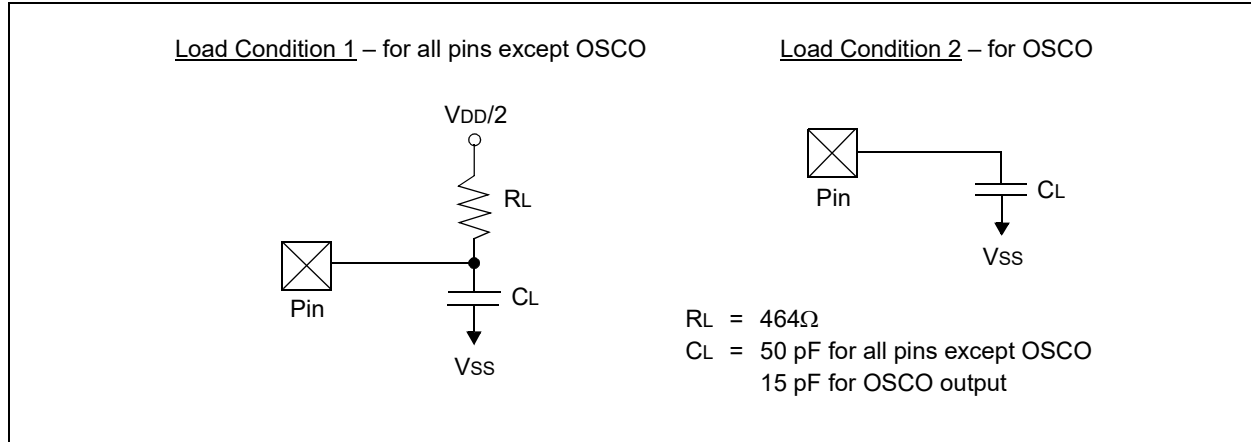 Load Condition 1 – for all pins except OSCO
VDD/2
RL
Pin
CL
VSS
Load Condition 2 – for OSCO
Pin
CL
VSS
RL = 464Ω
CL = 50 pF for all pins except OSCO
15 pF for OSCO output